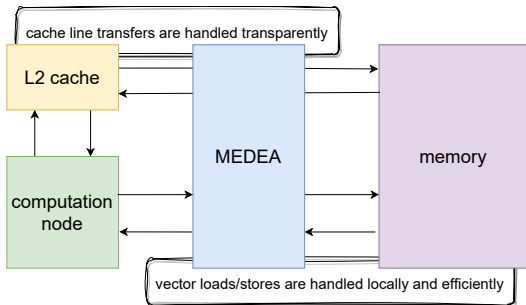 cache line transfers are handled transparently
L2 cache
MEDEA
memory
computation
node
vector loads/stores are handled locally and efficiently